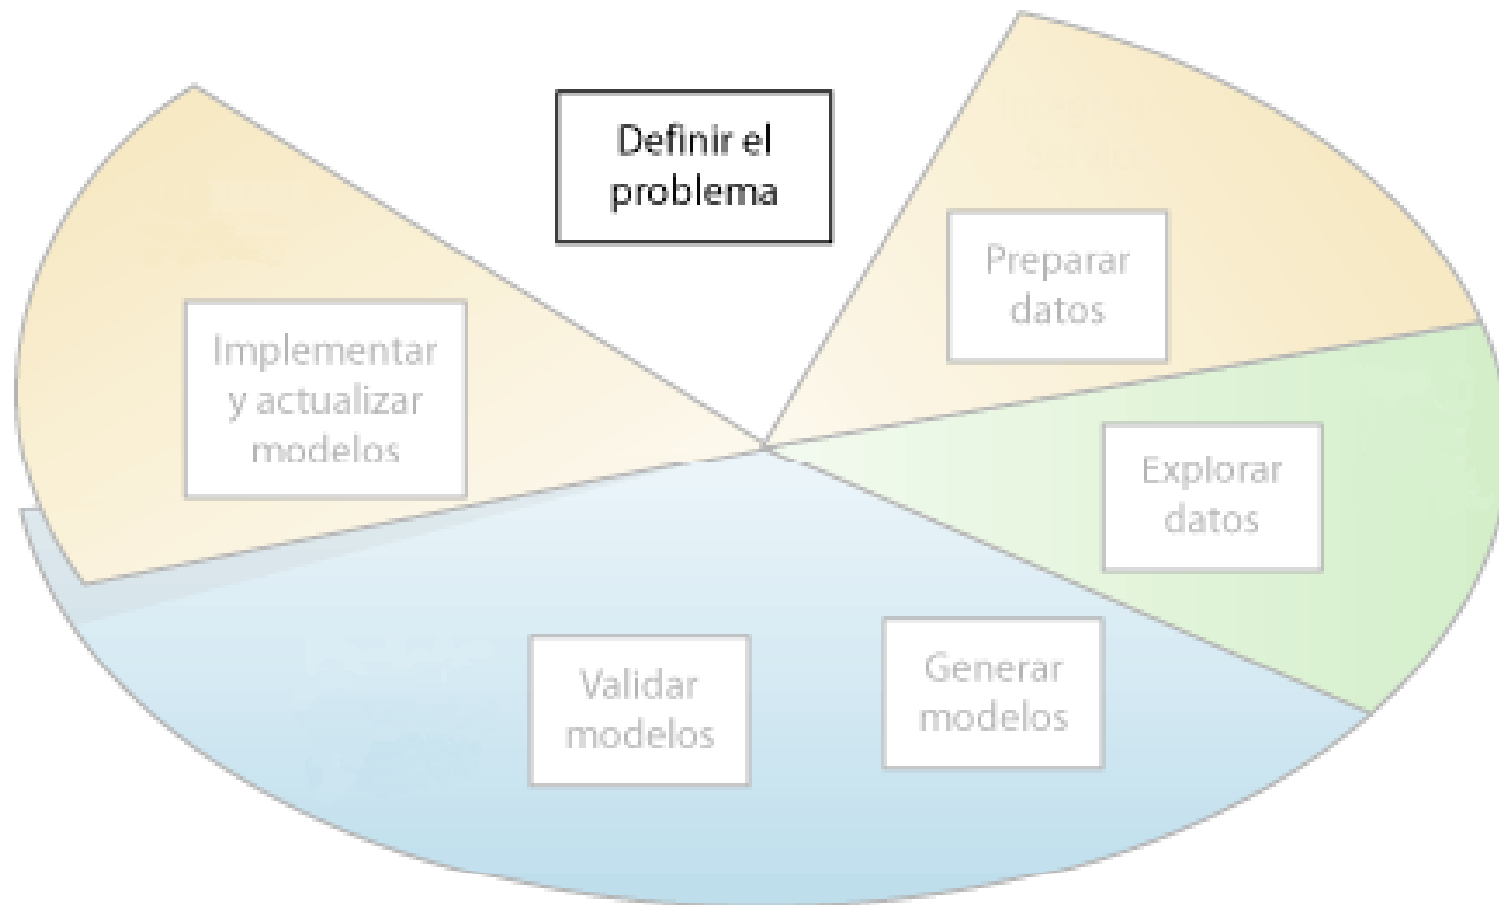 Definir el
problema
Preparar
datos
Explorar
datos
Generar
modelos
Validar
modelos
Implementar
y actualizar
modelos